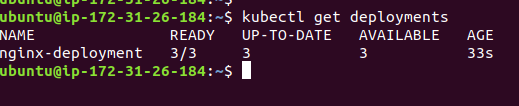 ubuntu@ip-172-31-26-184:~$ kubectl get deployments
NAME READY UP-TO-DATE AVAILABLE AGE
nginx-deployment 3/3 3 3 33s
ubuntu@ip-172-31-26-184:~$